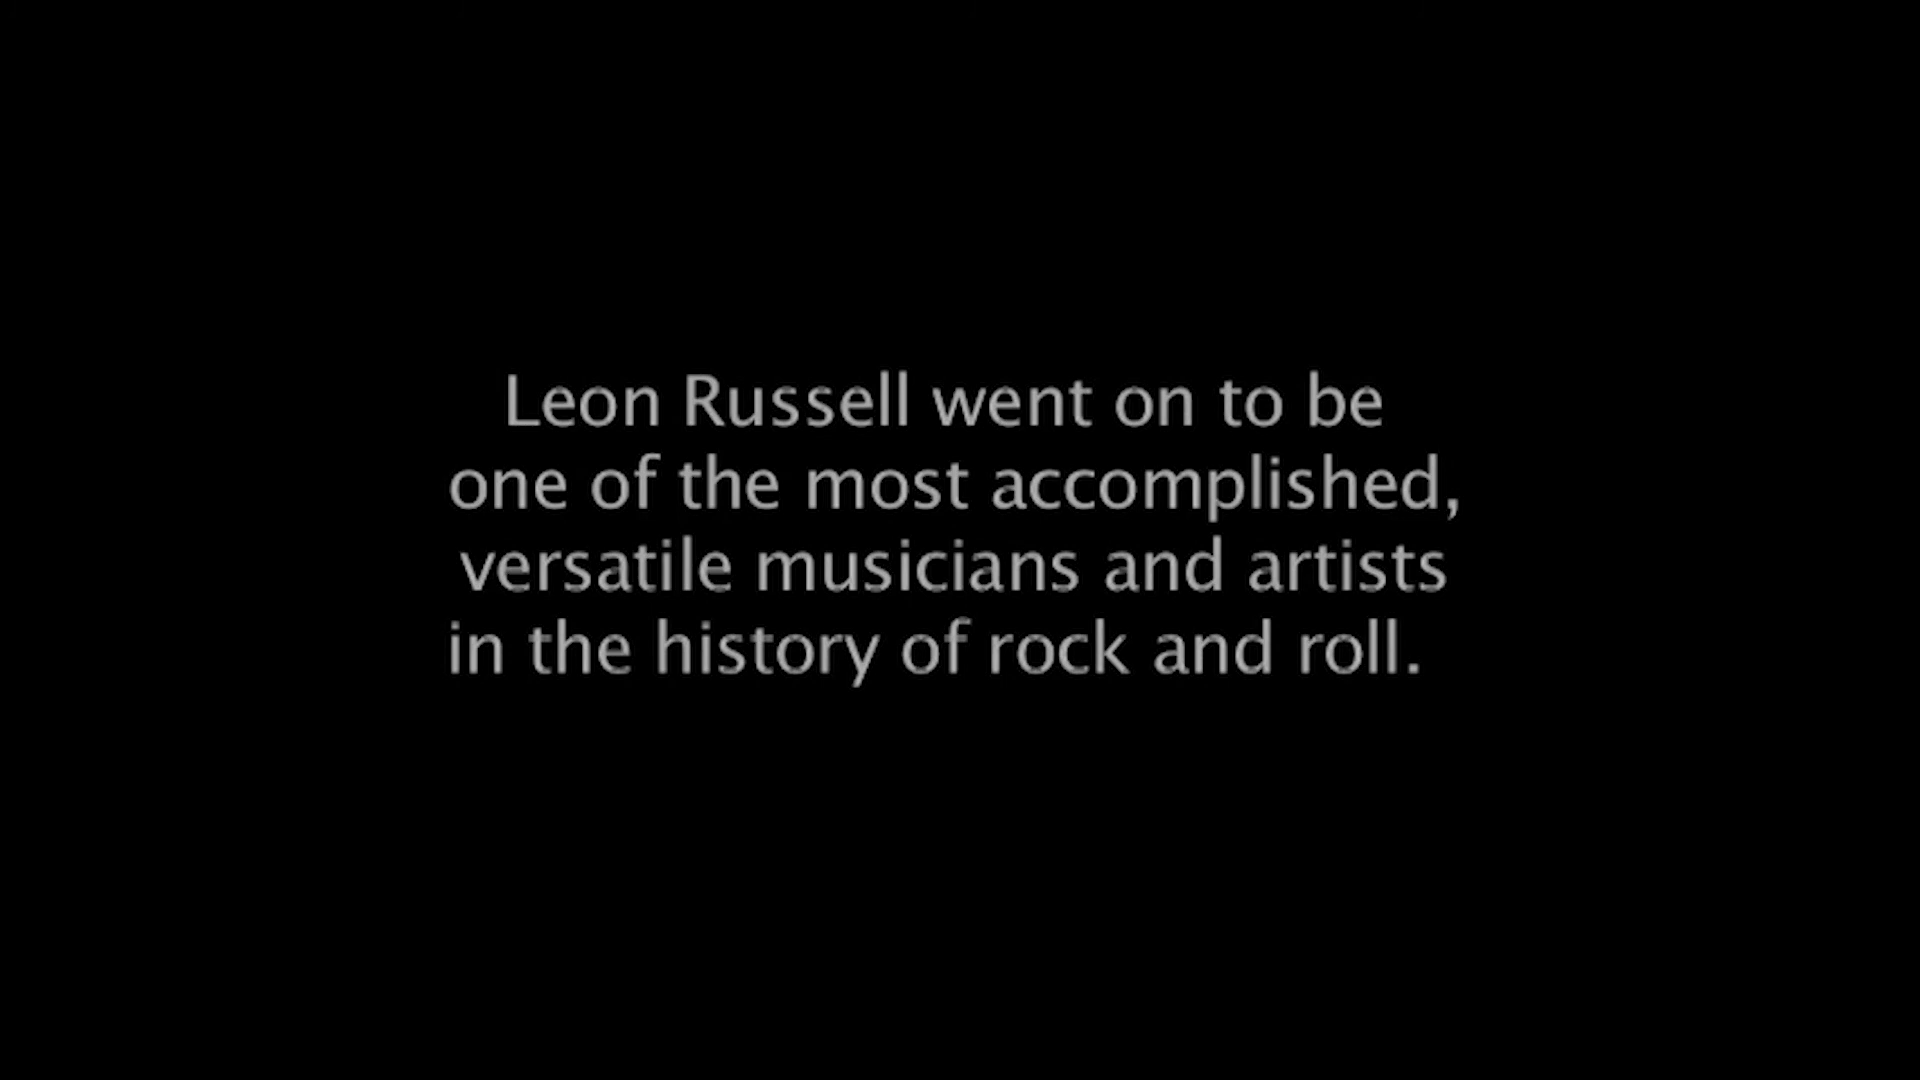 Leon Russell went on to be
one of the most accomplished,
versatile musicians and artists
in the history of rock and roll.